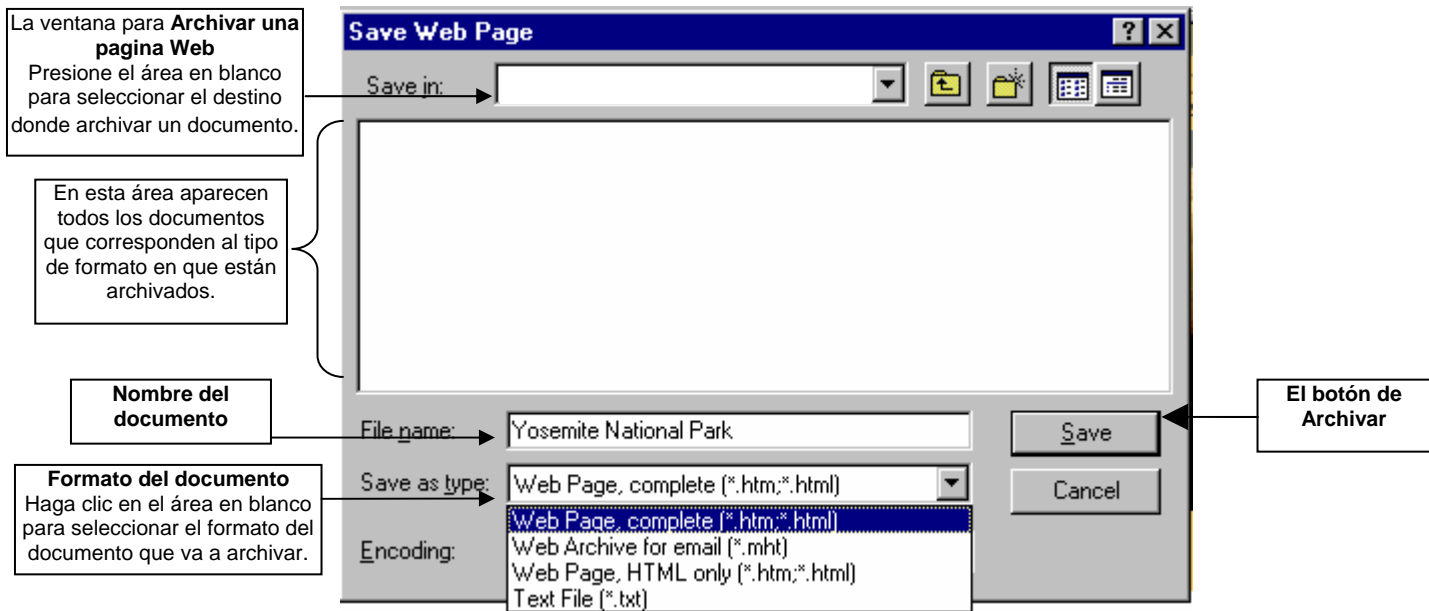 La ventana para Archivar una
pagina Web
Presione el área en blanco
para seleccionar el destino
donde archivar un documento.
En esta área aparecen
todos los documentos
que corresponden al tipo
de formato en que están
archivados.
Nombre del
documento
Formato del documento
Haga clic en el área en blanco
para seleccionar el formato del
documento que va a archivar.
Save Web Page
Save in:
File name:
Yosemite National Park
Save
Save as type:
Web Page, complete (*.htm;*.html)
Cancel
Web Page, complete (*.htm;*.html)
Web Archive for email (*.mht)
Encoding:
Web Page, HTML only (*.htm;*.html)
Text File (*.txt)
El botón de
Archivar